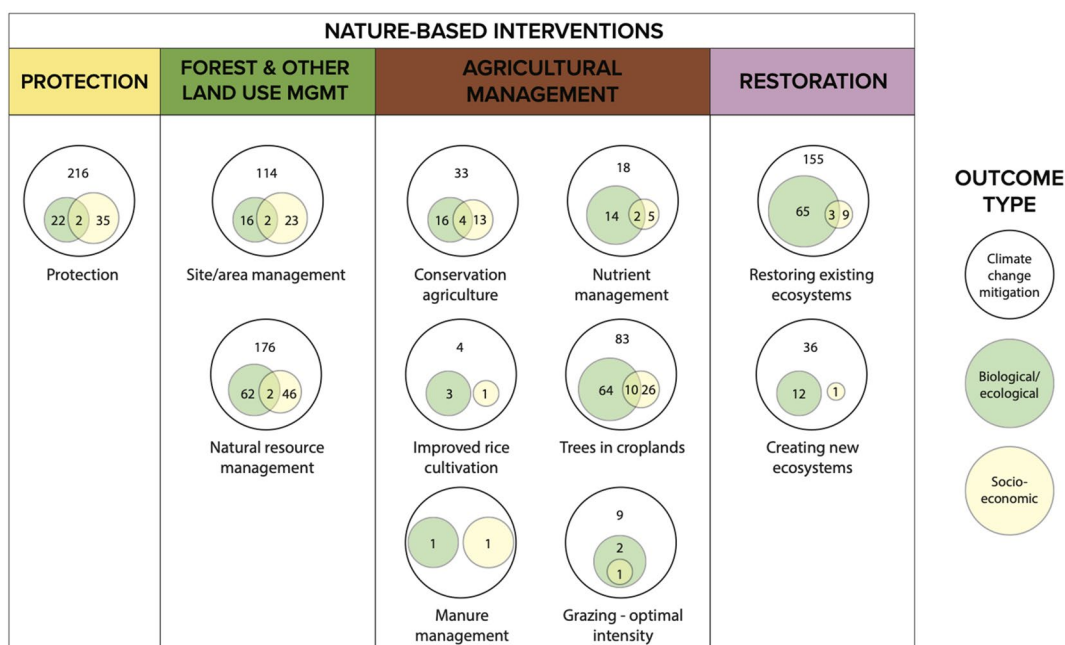 NATURE-BASED INTERVENTIONS
PROTECTION
FOREST & OTHER
LAND USE MGMT
AGRICULTURAL
MANAGEMENT
RESTORATION
216
22 2 35
Protection
114
16 2 23
Site/area management
33
16 4 13
Conservation
agriculture
18
14 2 5
Nutrient
management
155
65 3 9
Restoring existing
ecosystems
176
62 2 46
Natural resource
management
4
3 1
Improved rice
cultivation
83
64 10 26
Trees in croplands
36
12 1
Creating new
ecosystems
1 1
Manure
management
9
2
1
Grazing - optimal
intensity
OUTCOME
TYPE
Climate
change
mitigation
Biological/
ecological
Socio-
economic